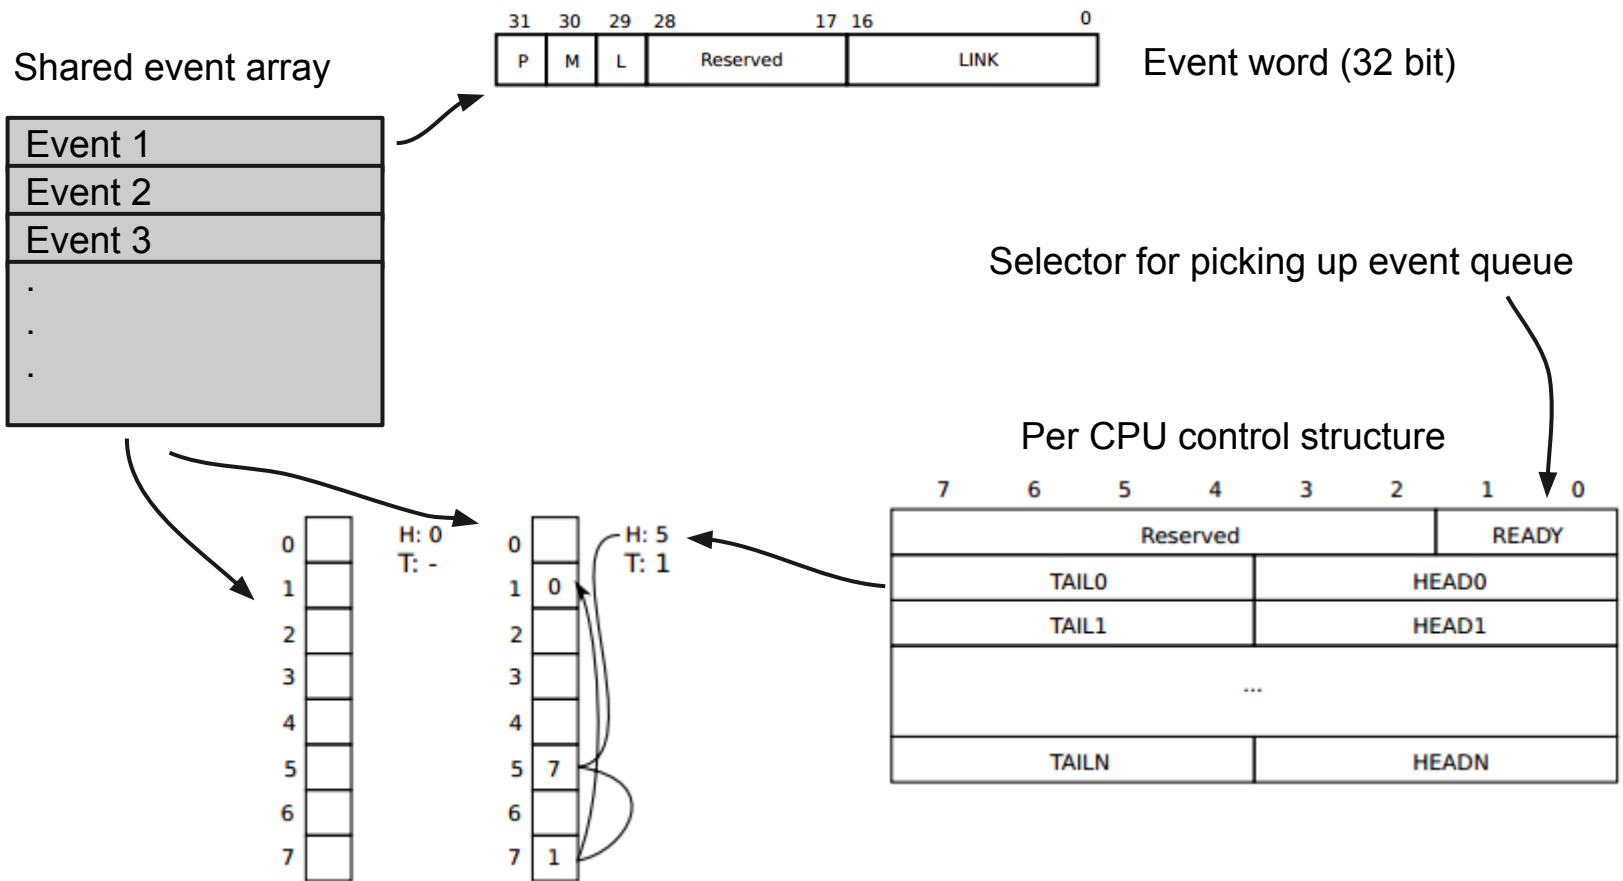 31 30 29 28 17 16 0
P M L Reserved LINK
Event word (32 bit)
Shared event array
Event 1
Event 2
Event 3
.
.
.
Selector for picking up event queue
Per CPU control structure
7 6 5 4 3 2 1 0
Reserved READY
TAIL0 HEAD0
TAIL1 HEAD1
...
TAILN HEADN
H: 0
T: -
0
1
2
3
4
5
6
7
H: 5
T: 1
0
1 0
2
3
4
5 7
6
7 1